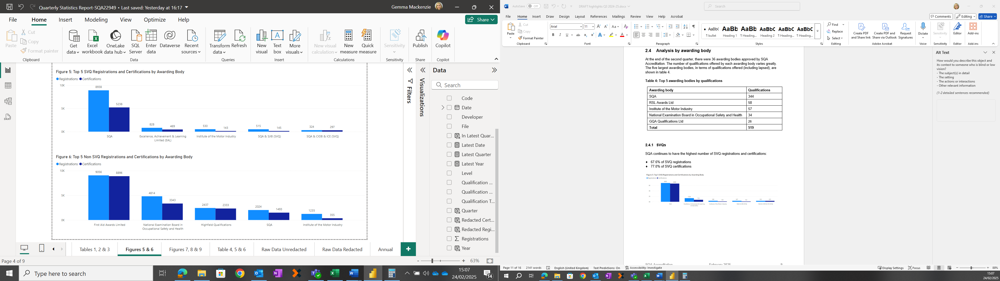 Quarterly Statistics Report-SQA22949 • Last saved: Yesterday at 16:17
Gemma Mackenzie
File Home Insert Modeling View Optimize Help
Share
Paste
Cut
Copy
Format painter
Get data
Excel workbook
OneLake data hub
SQL Server
Enter data
Dataverse
Recent sources
Transform data
Refresh
New visual
Text box
More visuals
New visual calculation
New measure
Quick measure
Sensitivity
Publish
Copilot
Clipboard Data Queries Insert Calculations Sensitivity Share Copilot
Figure 5: Top 5 SVQ Registrations and Certifications by Awarding Body
Registrations Certifications
10K
8938
5238
5K
828 469 530 143 515 145 324 297
0K
SQA
Excellence, Achievement & Learning
Limited (EAL)
Institute of the Motor Industry
SQA & SJIB (SVQ)
SQA & CIOB & ICE (SVQ)
Figure 6: Top 5 Non SVQ Registrations and Certifications by Awarding Body
Registrations Certifications
10K
9056 8896
4814 3343
5K
2437 2333
2024 1493
1235 355
0K
First Aid Awards Limited
National Examination Board in
Occupational Safety and Health
Highfield Qualifications
SQA
Institute of the Motor Industry
Filters
Visualizations
Data
Search
Code
Date
Developer
File
In Latest Quar...
Latest Date
Latest Quarter
Latest Year
Level
Qualification ...
Qualification ...
Qualification T...
Quarter
Redacted Cert...
Redacted Regi...
Registrations
Year
Tables 1, 2 & 3
Figures 5 & 6
Figures 7, 8 & 9
Table 4, 5 & 6
Raw Data Unredacted
Raw Data Redacted
Annual
Page 4 of 9
63%
Type here to search
15:07
24/02/2025
14
AutoSave Off
DRAFT highlights Q3 2024-25.docx
Search
File Home Insert Draw Design Layout References Mailings Review View Help Acrobat
Comments
Editing
Share
Paste
Cut
Copy
Format Painter
Arial
11
AaBbC
¶ bullet
AaBb
Heading 1
AaBb
¶ Heading...
AaBbC
Heading 2
AaBbC
¶ Heading...
AaBbC
¶ Heading...
Find
Replace
Select
Create PDF and Share link
Create PDF and Share via Outlook
Request Signatures
Dictate
Sensitivity
Editor
Add-ins
Clipboard Font Paragraph Styles Editing Adobe Acrobat Voice Sensitivity Editor Add-ins
2.4 Analysis by awarding body
At the end of the second quarter, there were 36 awarding bodies approved by SQA
Accreditation. The number of qualifications offered by each awarding body varies greatly.
The five largest awarding bodies, in terms of qualifications offered (including lapsed), are
shown in table 4.
Table 4: Top 5 awarding bodies by qualifications
Awarding body Qualifications
SQA 344
RSL Awards Ltd 58
Institute of the Motor Industry 57
National Examination Board in Occupational Safety and Health 34
GQA Qualifications Ltd 26
Total 519
2.4.1 SVQs
SQA continues to have the highest number of SVQ registrations and certifications:
♦ 67.6% of SVQ registrations
♦ 77.0% of SVQ certifications
Figure 5: Top 5 SVQ Registrations and Certifications by Awarding Body
Registrations Certifications
SQA Accreditation February 2025 9
Alt Text
How would you describe this object and
its context to someone who is blind or low
vision?
- The subject(s) in detail
- The setting
- The actions or interactions
- Other relevant information
(1-2 detailed sentences recommended)
Page 11 of 16
2141 words
English (United Kingdom)
Text Predictions: On
Accessibility: Investigate
Display Settings
Focus
88%
15:07
24/02/2025